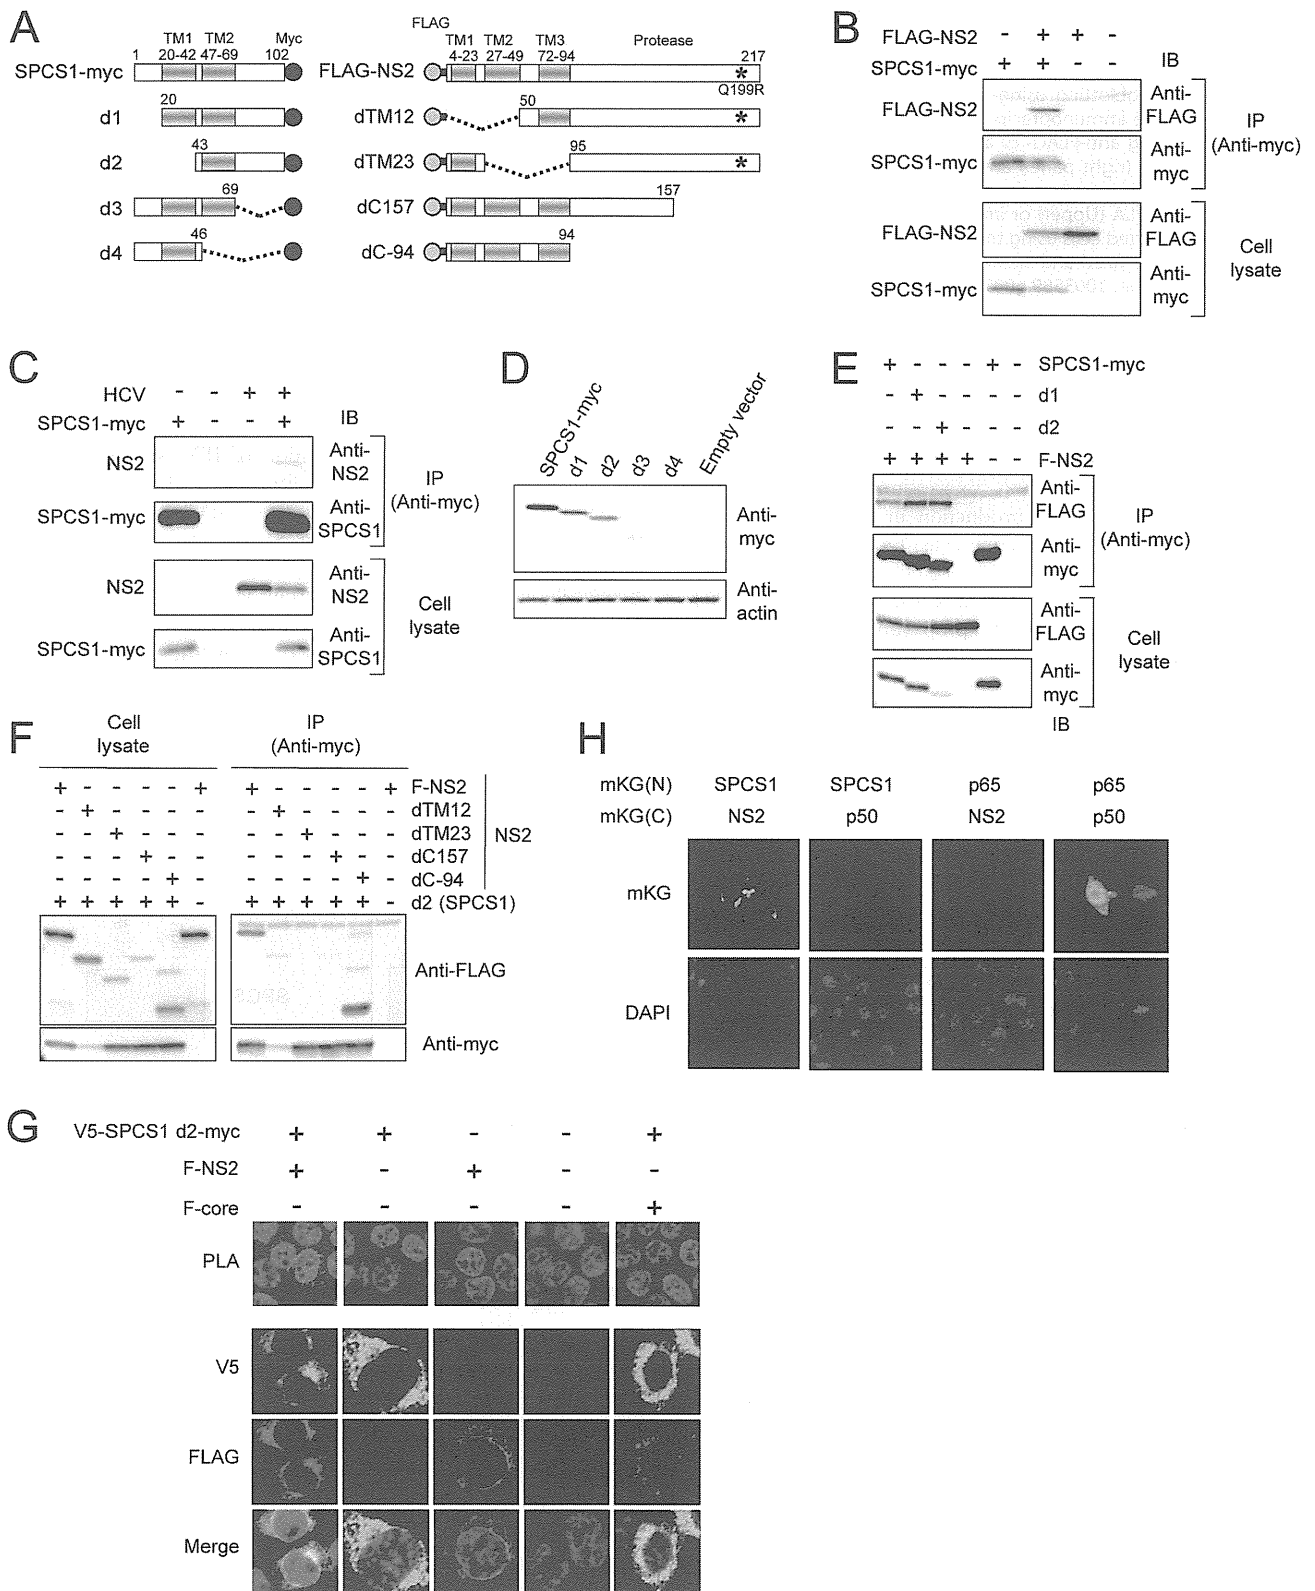 A
FLAG
TM1 TM2 Myc TM1 TM2 TM3 Protease
1 20-42 47-69 102 4-23 27-49 72-94 217
SPCS1-myc FLAG-NS2 *
Q199R
20 50
d1 dTM12 *
43 95
d2 dTM23 *
69 157
d3 dC157
46 94
d4 dC-94
B
FLAG-NS2 - + + -
SPCS1-myc + + - - IB
FLAG-NS2 Anti-FLAG
SPCS1-myc Anti-myc
IP (Anti-myc)
FLAG-NS2 Anti-FLAG
SPCS1-myc Anti-myc
Cell lysate
C
HCV - - + +
SPCS1-myc + - - + IB
NS2 Anti-NS2
SPCS1-myc Anti-SPCS1
IP (Anti-myc)
NS2 Anti-NS2
SPCS1-myc Anti-SPCS1
Cell lysate
D
SPCS1-myc d1 d2 d3 d4 Empty vector
Anti-myc
Anti-actin
E
+ - - - + - SPCS1-myc
- + - - - - d1
- - + - - - d2
+ + + + - - F-NS2
Anti-FLAG
Anti-myc
IP (Anti-myc)
Anti-FLAG
Anti-myc
Cell lysate
IB
F
Cell lysate IP (Anti-myc)
+ - - - - + + - - - - + F-NS2
- + - - - - - + - - - - dTM12
- - + - - - - - + - - - dTM23
- - - + - - - - - + - - dC157
- - - - + - - - - - + - dC-94
NS2
+ + + + + - + + + + + - d2 (SPCS1)
Anti-FLAG
Anti-myc
H
mKG(N) SPCS1 SPCS1 p65 p65
mKG(C) NS2 p50 NS2 p50
mKG
DAPI
G
V5-SPCS1 d2-myc + + - - +
F-NS2 + - + - -
F-core - - - - +
PLA
V5
FLAG
Merge